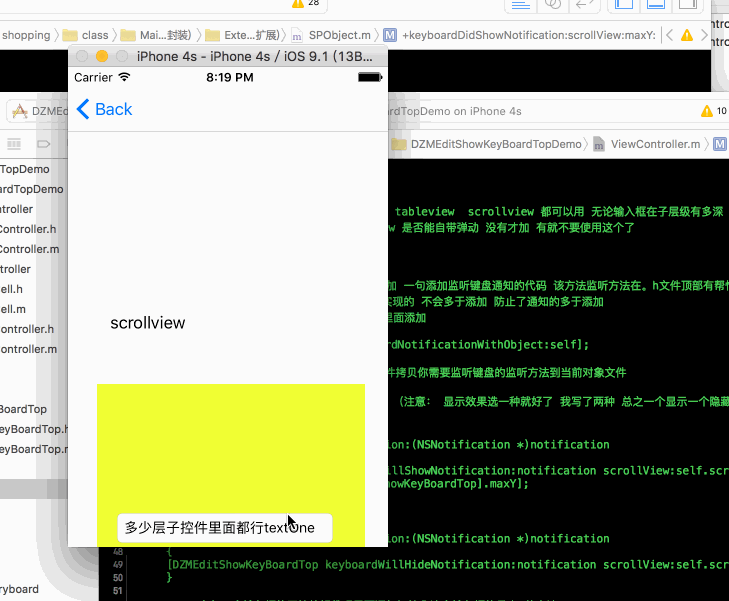 28
shopping 〉 class 〉 Mai...封装) 〉 Exte...扩展) 〉 SPObject.m 〉 M +keyboardDidShowNotification:scrollView:maxY:
iPhone 4s - iPhone 4s / iOS 9.1 (13B...
Carrier 8:19 PM
Back
scrollview
多少层子控件里面都行textOne
DZMEd
rdTopDemo on iPhone 4s
10
DZMEditShowKeyBoardTopDemo 〉 ViewController.m 〉 M
TopDemo
ardTopDemo
ntroller
Controller.h
Controller.m
troller
ell.h
ell.m
ontroller.h
ontroller.m
BoardTop
eyBoardTop.h
eyBoardTop.m
ryboard
tableview scrollview 都可以用 无论输入框在子层级有多深
w 是否能自带弹动 没有才加 有就不要使用这个了
加 一句添加监听键盘通知的代码 该方法监听方法在。h文件顶部有帮
实现的 不会多于添加 防止了通知的多于添加
里面添加
rdNotificationWithObject:self];
件拷贝你需要监听键盘的监听方法到当前对象文件
(注意： 显示效果选一种就好了 我写了两种 总之一个显示一个隐藏
on:(NSNotification *)notification
illShowNotification:notification scrollView:self.scr
howKeyBoardTop].maxY];
ion:(NSNotification *)notification
48 {
49 [DZMEditShowKeyBoardTop keyboardWillHideNotification:notification scrollView:self.scr
50 }
51